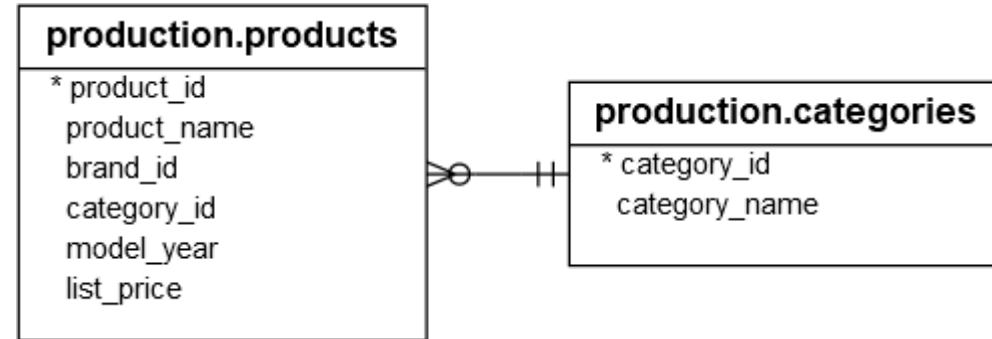 production.products
* product_id
product_name
brand_id
category_id
model_year
list_price
production.categories
* category_id
category_name